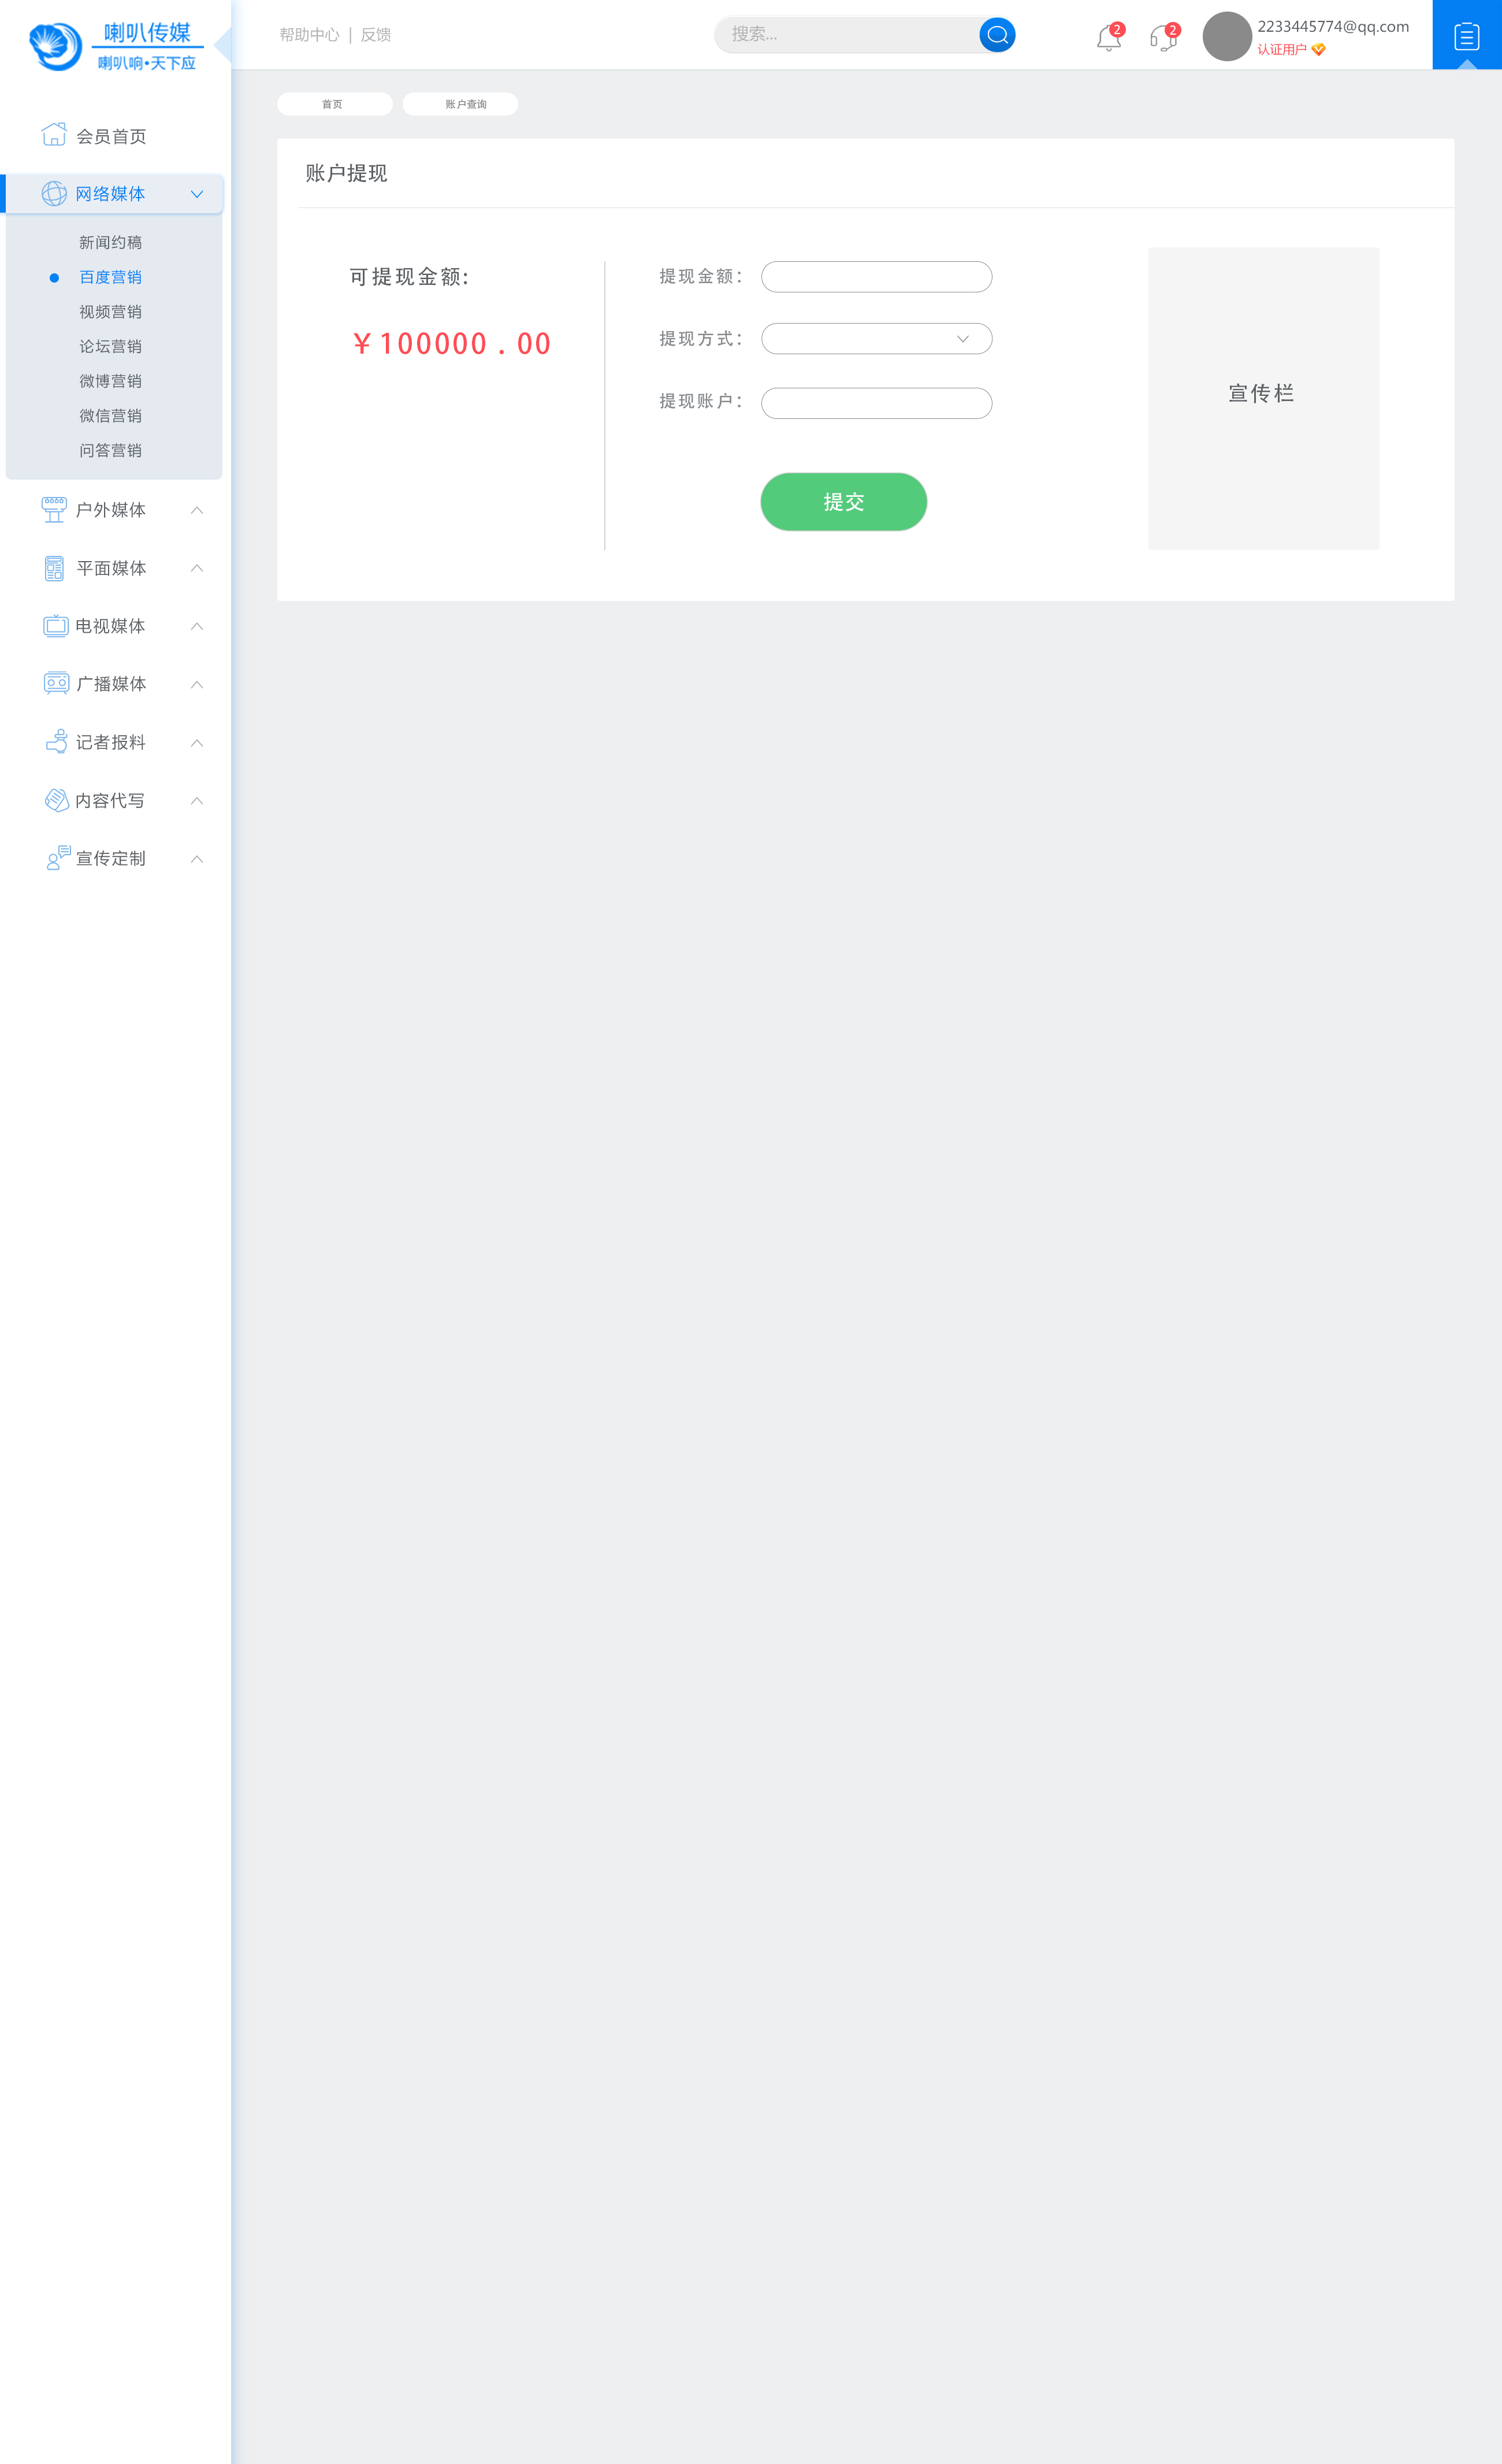 喇叭传媒
喇叭响•天下应
帮助中心 | 反馈
搜索...
2
2
2233445774@qq.com
认证用户
会员首页
网络媒体
新闻约稿
百度营销
视频营销
论坛营销
微博营销
微信营销
问答营销
户外媒体
平面媒体
电视媒体
广播媒体
记者报料
内容代写
宣传定制
首页
账户查询
账户提现
可提现金额:
￥100000 . 00
提现金额:
提现方式:
提现账户:
提交
宣传栏